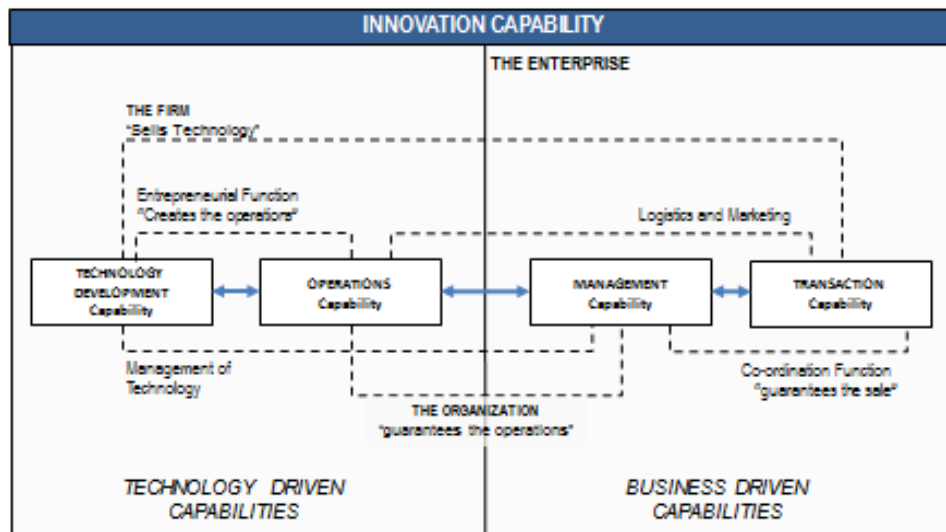 INNOVATION CAPABILITY
THE ENTERPRISE
THE FIRM
"Sells Technology"
Entrepreneurial Function
"Creates the operations"
Logistics and Marketing
TECHNOLOGY
DEVELOPMENT
Capability
OPERATIONS
Capability
MANAGEMENT
Capability
TRANSACTION
Capability
Management of
Technology
Co-ordination Function
"guarantees the sale"
THE ORGANIZATION
"guarantees the operations"
TECHNOLOGY DRIVEN
CAPABILITIES
BUSINESS DRIVEN
CAPABILITIES